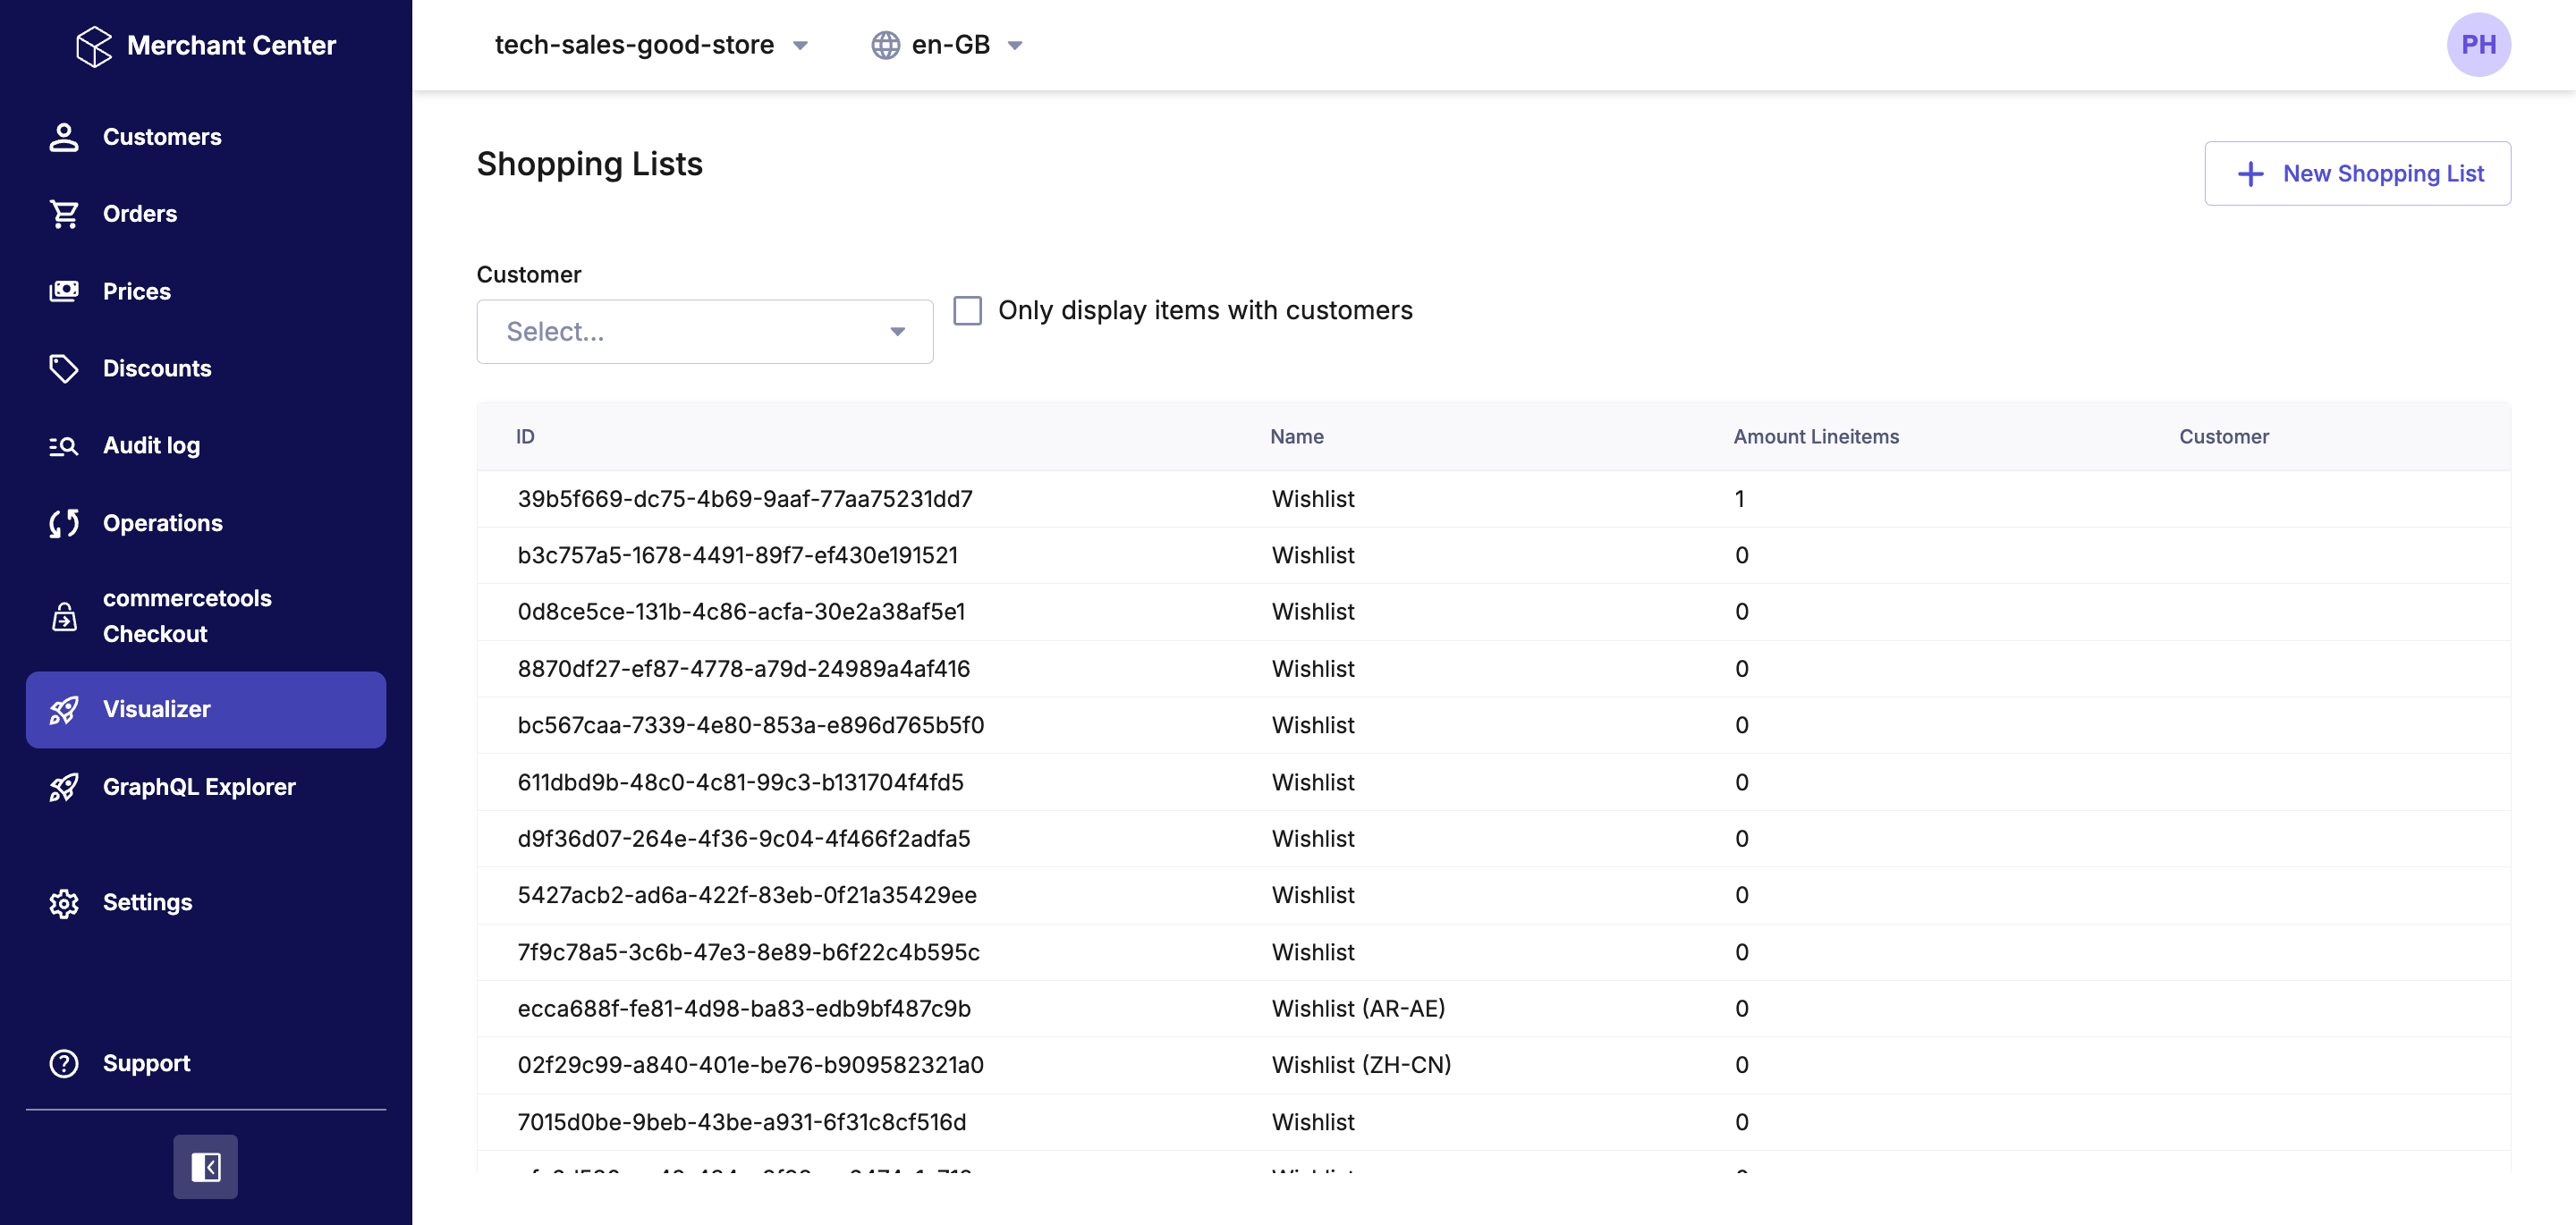 Merchant Center
Customers
Orders
Prices
Discounts
Audit log
Operations
commercetools
Checkout
Visualizer
GraphQL Explorer
Settings
Support
tech-sales-good-store
en-GB
PH
Shopping Lists
New Shopping List
Customer
Select...
Only display items with customers
ID Name Amount Lineitems Customer
39b5f669-dc75-4b69-9aaf-77aa75231dd7 Wishlist 1
b3c757a5-1678-4491-89f7-ef430e191521 Wishlist 0
0d8ce5ce-131b-4c86-acfa-30e2a38af5e1 Wishlist 0
8870df27-ef87-4778-a79d-24989a4af416 Wishlist 0
bc567caa-7339-4e80-853a-e896d765b5f0 Wishlist 0
611dbd9b-48c0-4c81-99c3-b131704f4fd5 Wishlist 0
d9f36d07-264e-4f36-9c04-4f466f2adfa5 Wishlist 0
5427acb2-ad6a-422f-83eb-0f21a35429ee Wishlist 0
7f9c78a5-3c6b-47e3-8e89-b6f22c4b595c Wishlist 0
ecca688f-fe81-4d98-ba83-edb9bf487c9b Wishlist (AR-AE) 0
02f29c99-a840-401e-be76-b909582321a0 Wishlist (ZH-CN) 0
7015d0be-9beb-43be-a931-6f31c8cf516d Wishlist 0